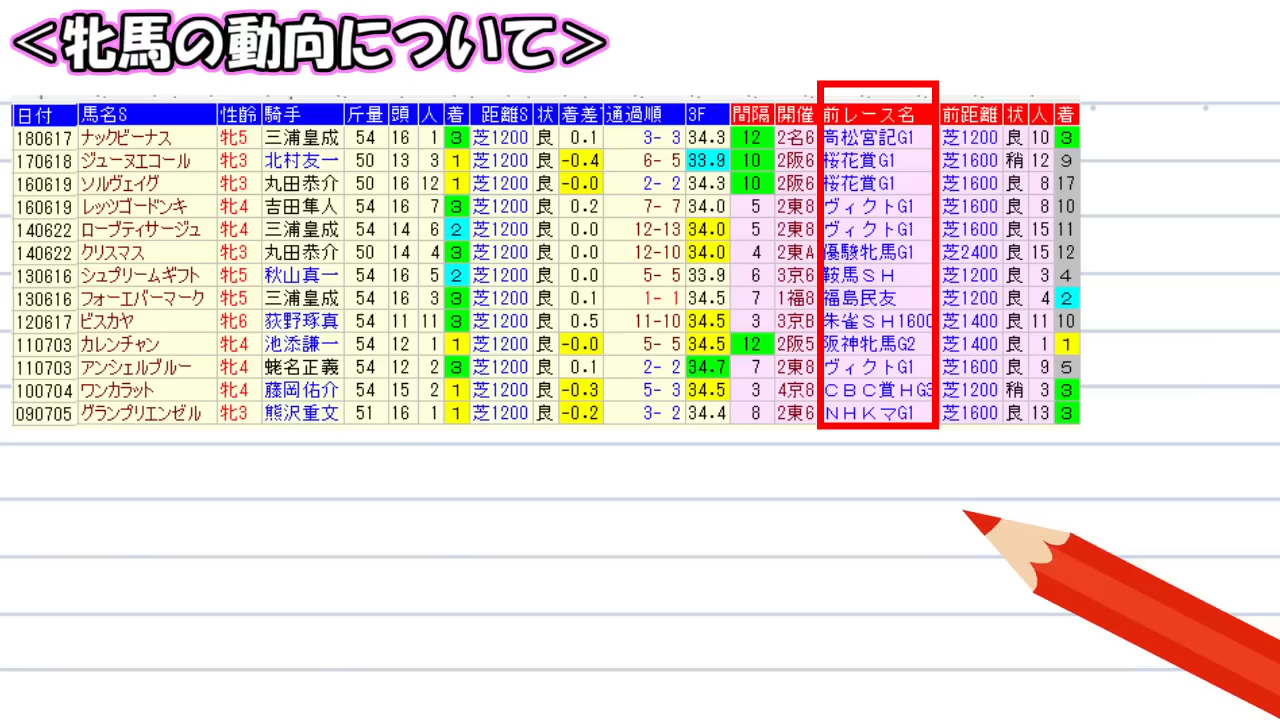 ＜牝馬の動向について＞
日付 馬名S 性齢 騎手 斤量 頭 人 着 距離S 状 着差 通過順 3F 間隔 開催 前レース名 前距離 状 人 着
180617 ナックビーナス 牝5 三浦皇成 54 16 1 3 芝1200 良 0.1 3- 3 34.3 12 2名6 高松宮記G1 芝1200 良 10 3
170618 ジューヌエコール 牝3 北村友一 50 13 3 1 芝1200 良 -0.4 6- 5 33.9 10 2阪6 桜花賞G1 芝1600 稍 12 9
160619 ソルヴェイグ 牝3 丸田恭介 50 16 12 1 芝1200 良 -0.0 2- 2 34.3 10 2阪6 桜花賞G1 芝1600 良 8 17
160619 レッツゴードンキ 牝4 吉田隼人 54 16 7 3 芝1200 良 0.2 7- 7 34.0 5 2東8 ヴィクトG1 芝1600 良 8 10
140622 ローブティサージュ 牝4 三浦皇成 54 14 6 2 芝1200 良 0.0 12-13 34.0 5 2東8 ヴィクトG1 芝1600 良 15 11
140622 クリスマス 牝3 丸田恭介 50 14 4 3 芝1200 良 0.0 12-10 34.0 4 2東A 優駿牝馬G1 芝2400 良 15 12
130616 シュプリームギフト 牝5 秋山真一 54 16 5 2 芝1200 良 0.0 5- 5 33.9 6 3京6 鞍馬ＳＨ 芝1200 良 3 4
130616 フォーエバーマーク 牝5 三浦皇成 54 16 3 3 芝1200 良 0.1 1- 1 34.5 7 1福8 福島民友 芝1200 良 4 2
120617 ビスカヤ 牝6 荻野琢真 54 11 11 3 芝1200 良 0.5 11-10 34.5 3 3京B 朱雀ＳＨ1600 芝1400 良 11 10
110703 カレンチャン 牝4 池添謙一 54 12 1 1 芝1200 良 -0.0 5- 5 34.5 12 2阪5 阪神牝馬G2 芝1400 良 1 1
110703 アンシェルブルー 牝4 蛯名正義 54 12 2 3 芝1200 良 0.1 2- 2 34.7 7 2東8 ヴィクトG1 芝1600 良 9 5
100704 ワンカラット 牝4 藤岡佑介 54 15 2 1 芝1200 良 -0.3 5- 3 34.5 3 4京8 ＣＢＣ賞ＨG3 芝1200 稍 3 3
090705 グランプリエンゼル 牝3 熊沢重文 51 16 1 1 芝1200 良 -0.2 3- 2 34.4 8 2東6 ＮＨＫマG1 芝1600 良 13 3